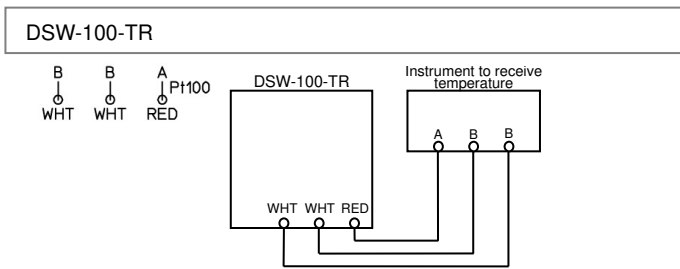 DSW-100-TR
B B A
Pt100
WHT WHT RED
DSW-100-TR
WHT WHT RED
Instrument to receive
temperature
A B B